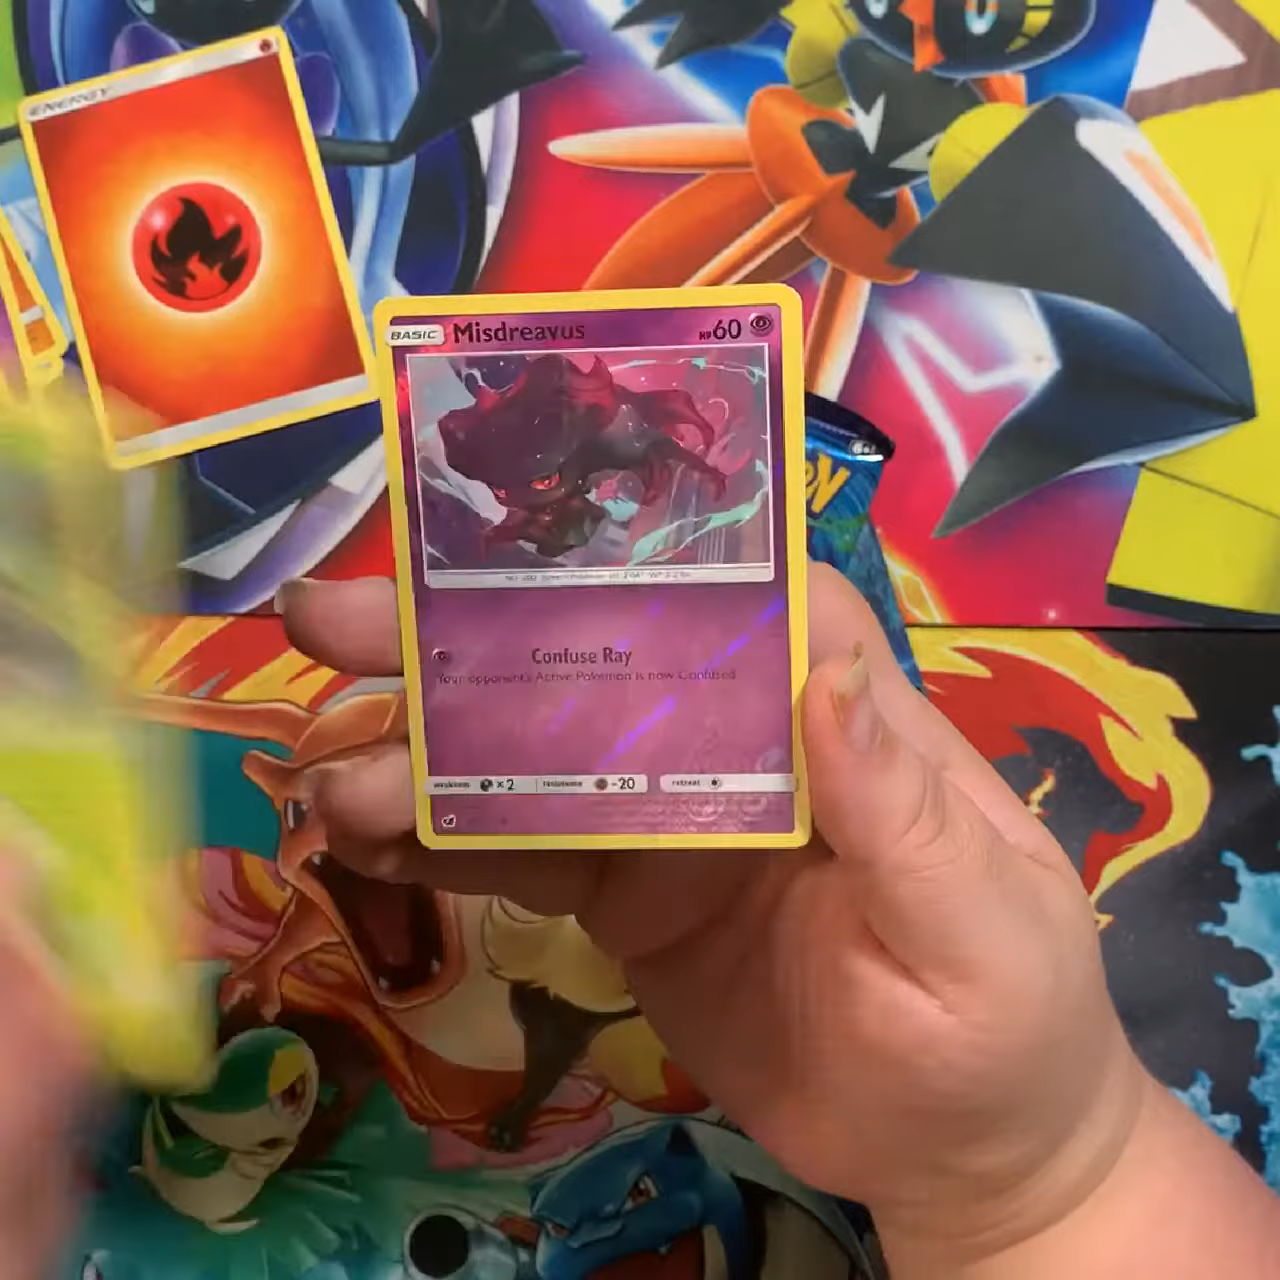 ENERGY
BASIC Misdreavus HP60
Confuse Ray
Your opponent's Active Pokémon is now Confused.
weakness ×2 resistance -20 retreat